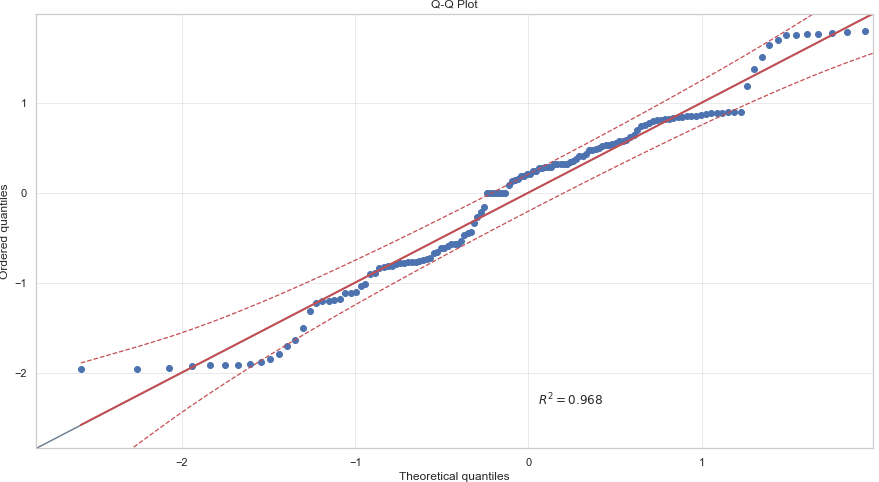 Q-Q Plot
Ordered quantiles
1
0
−1
−2
R² = 0.968
−2 −1 0 1
Theoretical quantiles